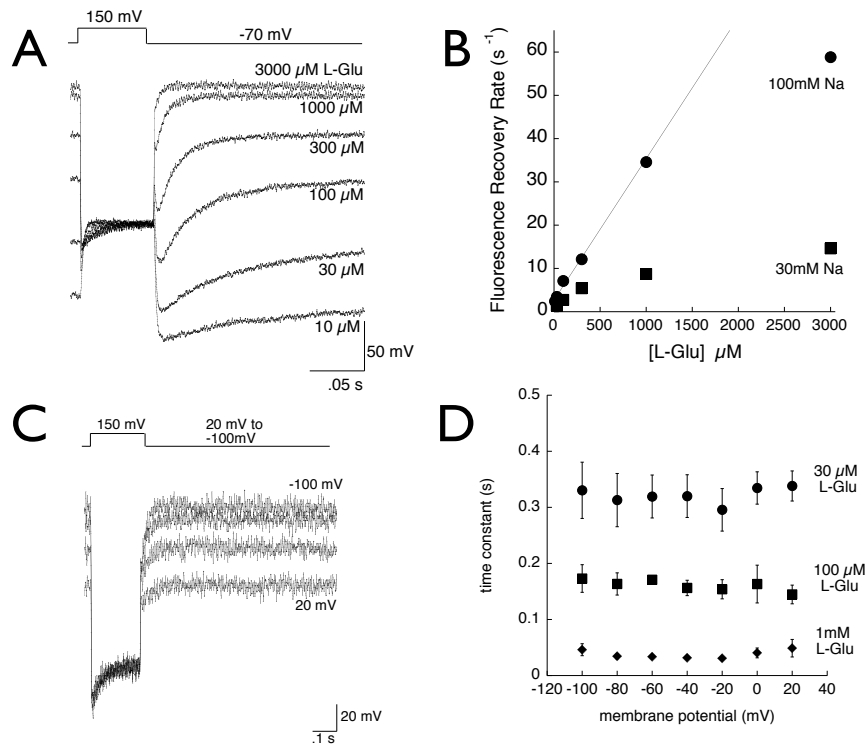 A
150 mV
-70 mV
3000 µM L-Glu
1000 µM
300 µM
100 µM
30 µM
10 µM
50 mV
.05 s
B
Fluorescence Recovery Rate (s⁻¹)
60
50
40
30
20
10
0
0
500
1000
1500
2000
2500
3000
[L-Glu] µM
100mM Na
30mM Na
C
150 mV
20 mV to
-100mV
-100 mV
20 mV
20 mV
.1 s
D
time constant (s)
0.5
0.4
0.3
0.2
0.1
0
-120
-100
-80
-60
-40
-20
0
20
40
membrane potential (mV)
30 µM
L-Glu
100 µM
L-Glu
1mM
L-Glu